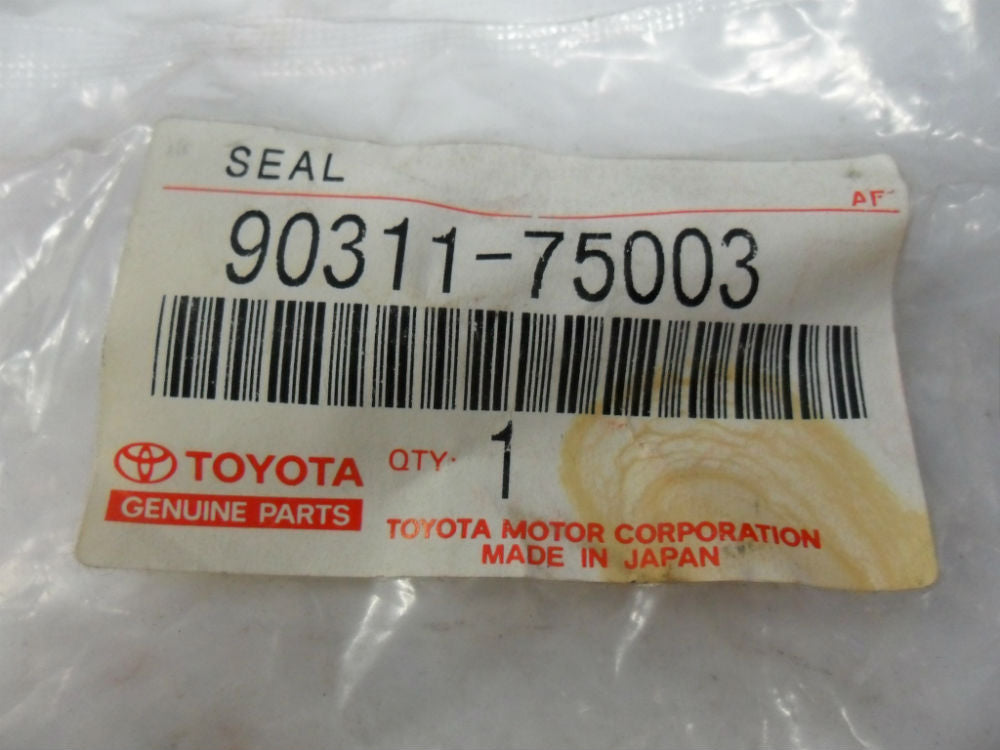 SEAL
AF
90311-75003
TOYOTA
QTY: 1
GENUINE PARTS
TOYOTA MOTOR CORPORATION
MADE IN JAPAN